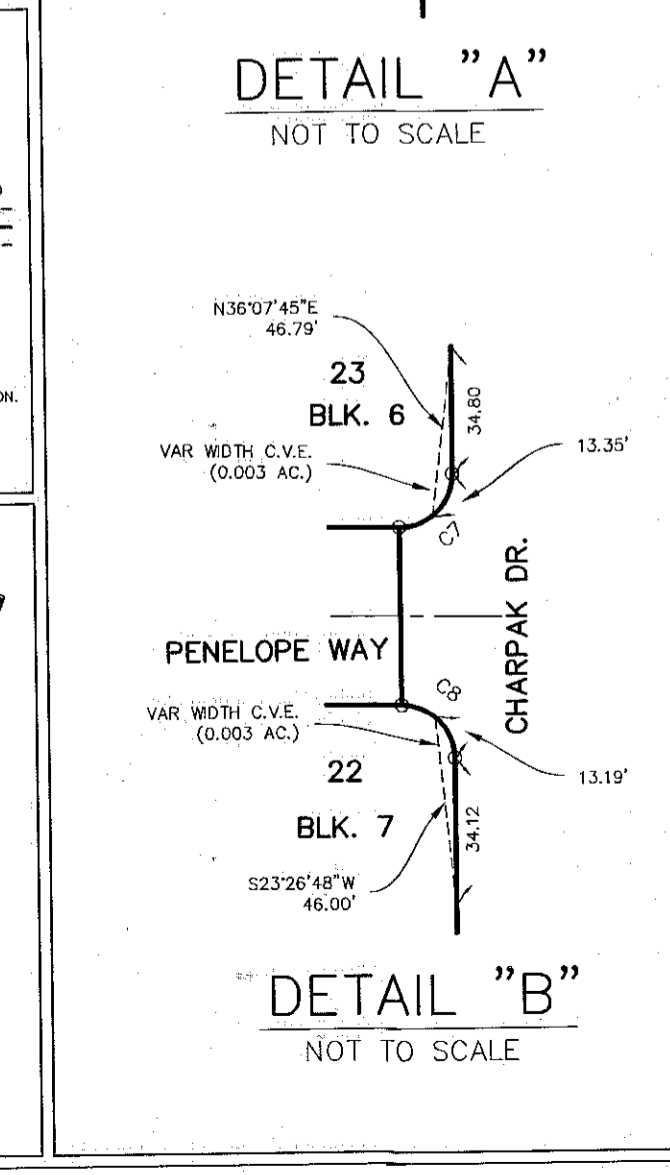 DETAIL "A"
NOT TO SCALE
ON.
N36°07'45"E
46.79'
23
BLK. 6
34.80
VAR WIDTH C.V.E.
(0.003 AC.)
13.35'
C7
CHARPAK DR.
PENELOPE WAY
C8
VAR WIDTH C.V.E.
(0.003 AC.)
22
13.19'
BLK. 7
34.12
S23°26'48"W
46.00'
DETAIL "B"
NOT TO SCALE